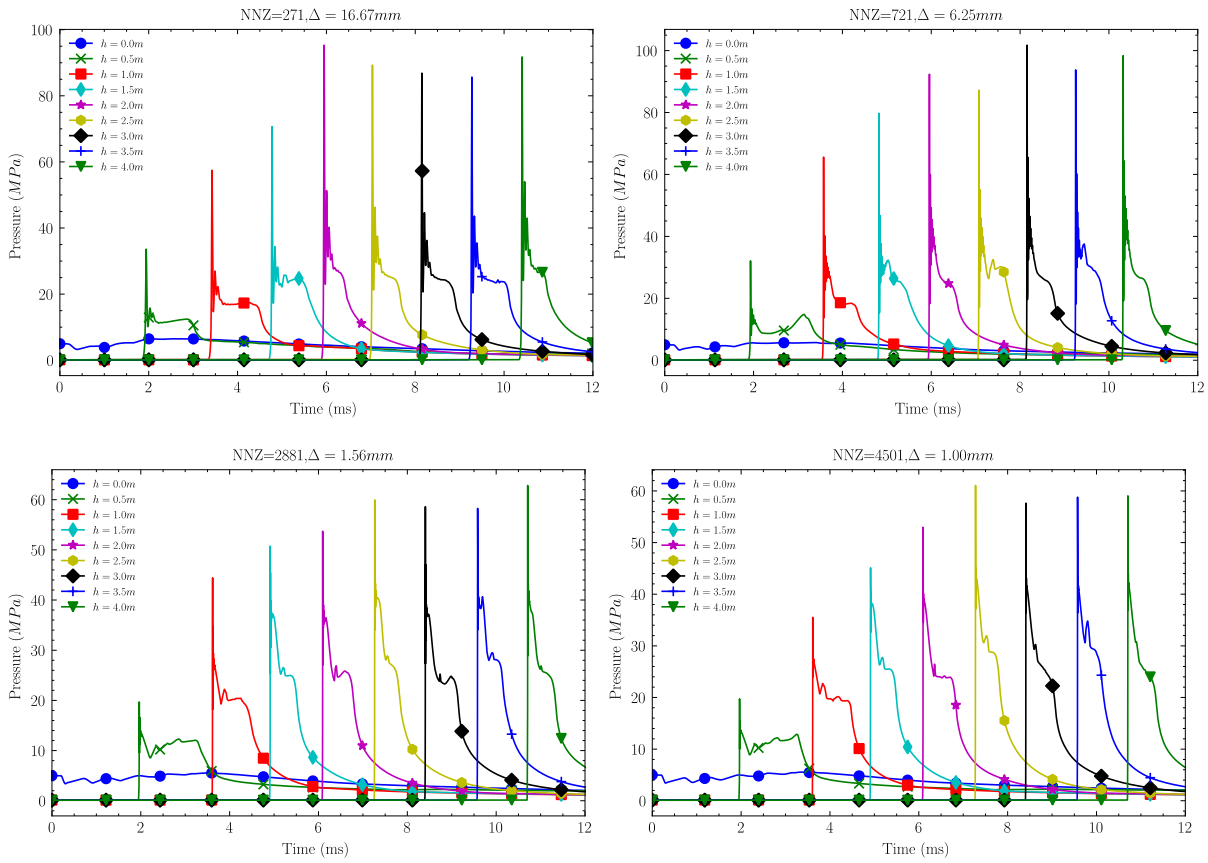 NNZ=271,Δ = 16.67mm
Pressure (MPa)
100
80
60
40
20
0
h = 0.0m
h = 0.5m
h = 1.0m
h = 1.5m
h = 2.0m
h = 2.5m
h = 3.0m
h = 3.5m
h = 4.0m
0 2 4 6 8 10 12
Time (ms)
NNZ=721,Δ = 6.25mm
Pressure (MPa)
100
80
60
40
20
0
h = 0.0m
h = 0.5m
h = 1.0m
h = 1.5m
h = 2.0m
h = 2.5m
h = 3.0m
h = 3.5m
h = 4.0m
0 2 4 6 8 10 12
Time (ms)
NNZ=2881,Δ = 1.56mm
Pressure (MPa)
60
50
40
30
20
10
0
h = 0.0m
h = 0.5m
h = 1.0m
h = 1.5m
h = 2.0m
h = 2.5m
h = 3.0m
h = 3.5m
h = 4.0m
0 2 4 6 8 10 12
Time (ms)
NNZ=4501,Δ = 1.00mm
Pressure (MPa)
60
50
40
30
20
10
0
h = 0.0m
h = 0.5m
h = 1.0m
h = 1.5m
h = 2.0m
h = 2.5m
h = 3.0m
h = 3.5m
h = 4.0m
0 2 4 6 8 10 12
Time (ms)